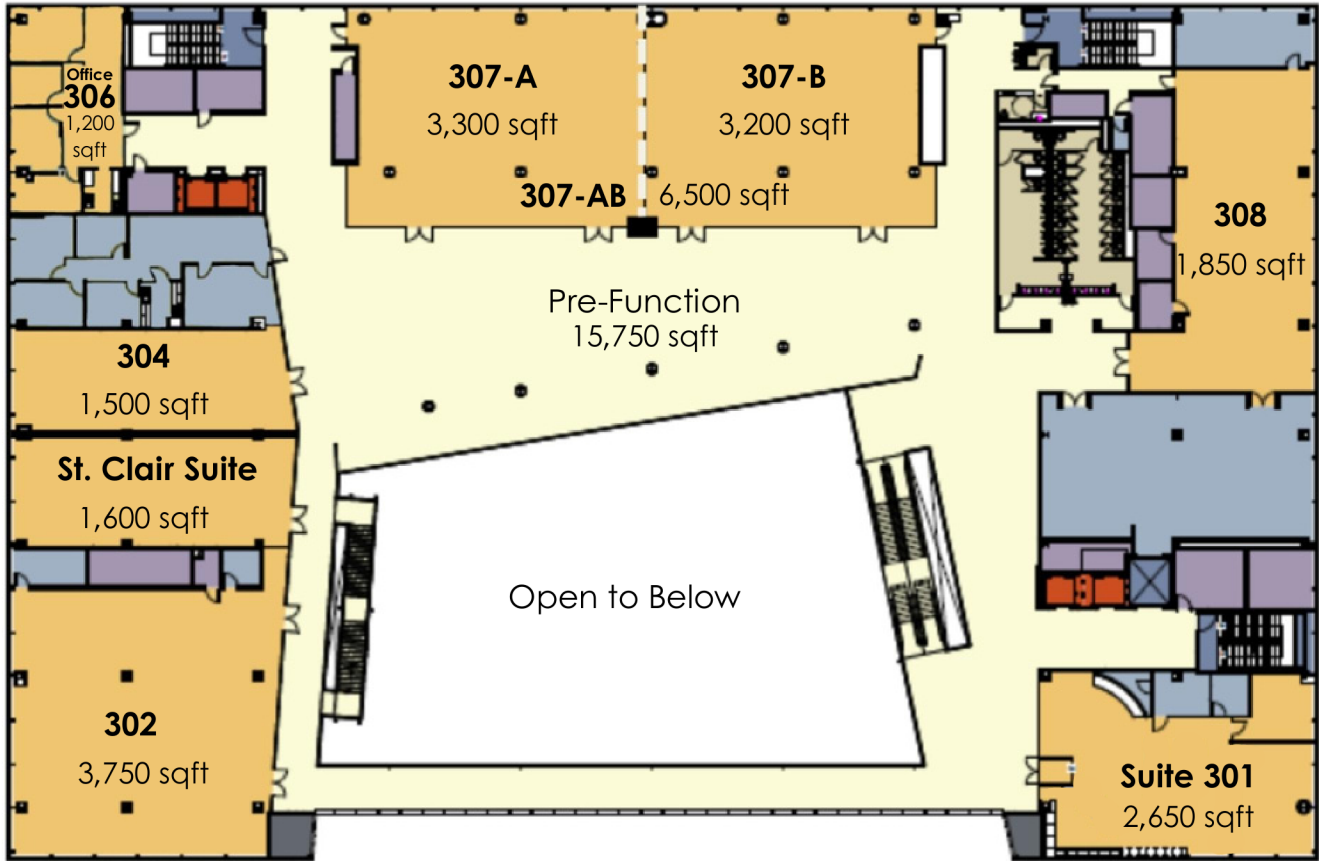 Office
306
1,200
sqft
307-A
3,300 sqft
307-B
3,200 sqft
307-AB 6,500 sqft
308
1,850 sqft
Pre-Function
15,750 sqft
304
1,500 sqft
St. Clair Suite
1,600 sqft
Open to Below
302
3,750 sqft
Suite 301
2,650 sqft